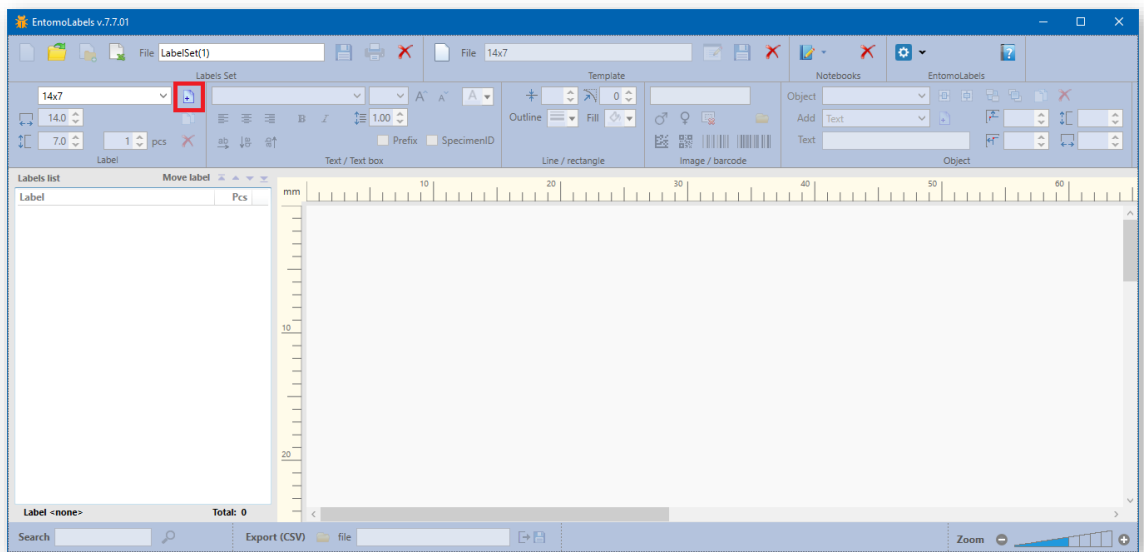 EntomoLabels v.7.7.01
File LabelSet(1) File 14x7
Labels Set Template Notebooks EntomoLabels
14x7 A A A 0 Object
14.0 B I 1.00 Outline Fill Add Text
7.0 1 pcs ab Prefix SpecimenID Text
Label Text / Text box Line / rectangle Image / barcode Object
Labels list Move label
Label Pcs
mm 10 20 30 40 50 60
10
20
Label <none> Total: 0
Search Export (CSV) file Zoom